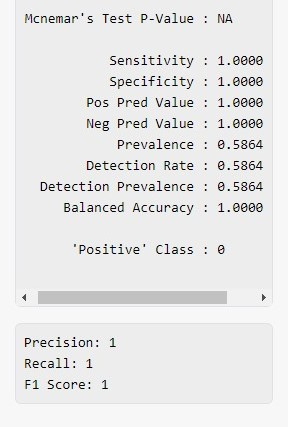 Mcnemar's Test P-Value : NA
Sensitivity : 1.0000
Specificity : 1.0000
Pos Pred Value : 1.0000
Neg Pred Value : 1.0000
Prevalence : 0.5864
Detection Rate : 0.5864
Detection Prevalence : 0.5864
Balanced Accuracy : 1.0000
'Positive' Class : 0
Precision: 1
Recall: 1
F1 Score: 1